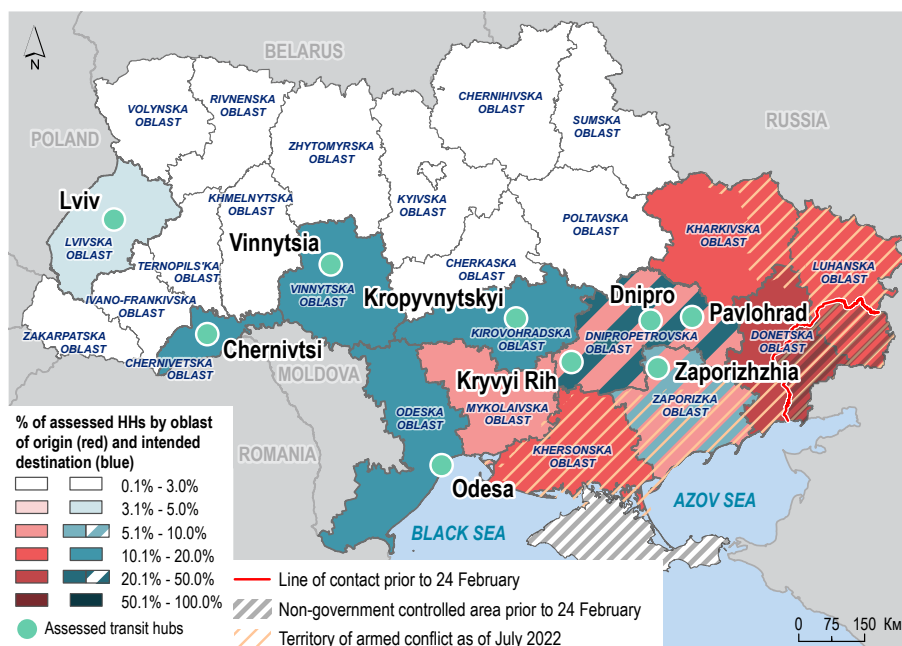 N
BELARUS
POLAND
RUSSIA
VOLYNSKA
OBLAST
RIVNENSKA
OBLAST
CHERNIHIVSKA
OBLAST
SUMSKA
OBLAST
ZHYTOMYRSKA
OBLAST
Lviv
LVIVSKA
OBLAST
KHMELNYTSKA
OBLAST
KYIVSKA
OBLAST
POLTAVSKA
OBLAST
KHARKIVSKA
OBLAST
Vinnytsia
VINNYTSKA
OBLAST
TERNOPILS'KA
OBLAST
CHERKASKA
OBLAST
LUHANSKA
OBLAST
IVANO-FRANKIVSKA
OBLAST
Kropyvnytskyi
KIROVOHRADSKA
OBLAST
Dnipro
DNIPROPETROVSKA
OBLAST
Pavlohrad
DONETSKA
OBLAST
ZAKARPATSKA
OBLAST
CHERNIVETSKA
OBLAST
Chernivtsi
MOLDOVA
Kryvyi Rih
Zaporizhzhia
ZAPORIZKA
OBLAST
MYKOLAIVSKA
OBLAST
ODESKA
OBLAST
KHERSONSKA
OBLAST
ROMANIA
Odesa
BLACK SEA
AZOV SEA
% of assessed HHs by oblast
of origin (red) and intended
destination (blue)
0.1% - 3.0%
3.1% - 5.0%
5.1% - 10.0%
10.1% - 20.0%
20.1% - 50.0%
50.1% - 100.0%
Assessed transit hubs
Line of contact prior to 24 February
Non-government controlled area prior to 24 February
Territory of armed conflict as of July 2022
0 75 150 Км